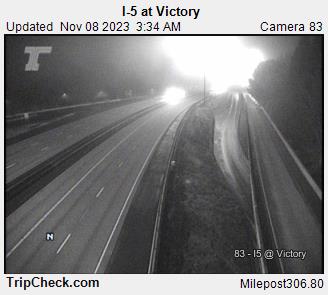 I-5 at Victory
Updated Nov 08 2023 3:34 AM Camera 83
T
N
83 - I5 @ Victory
TripCheck.com Milepost306.80